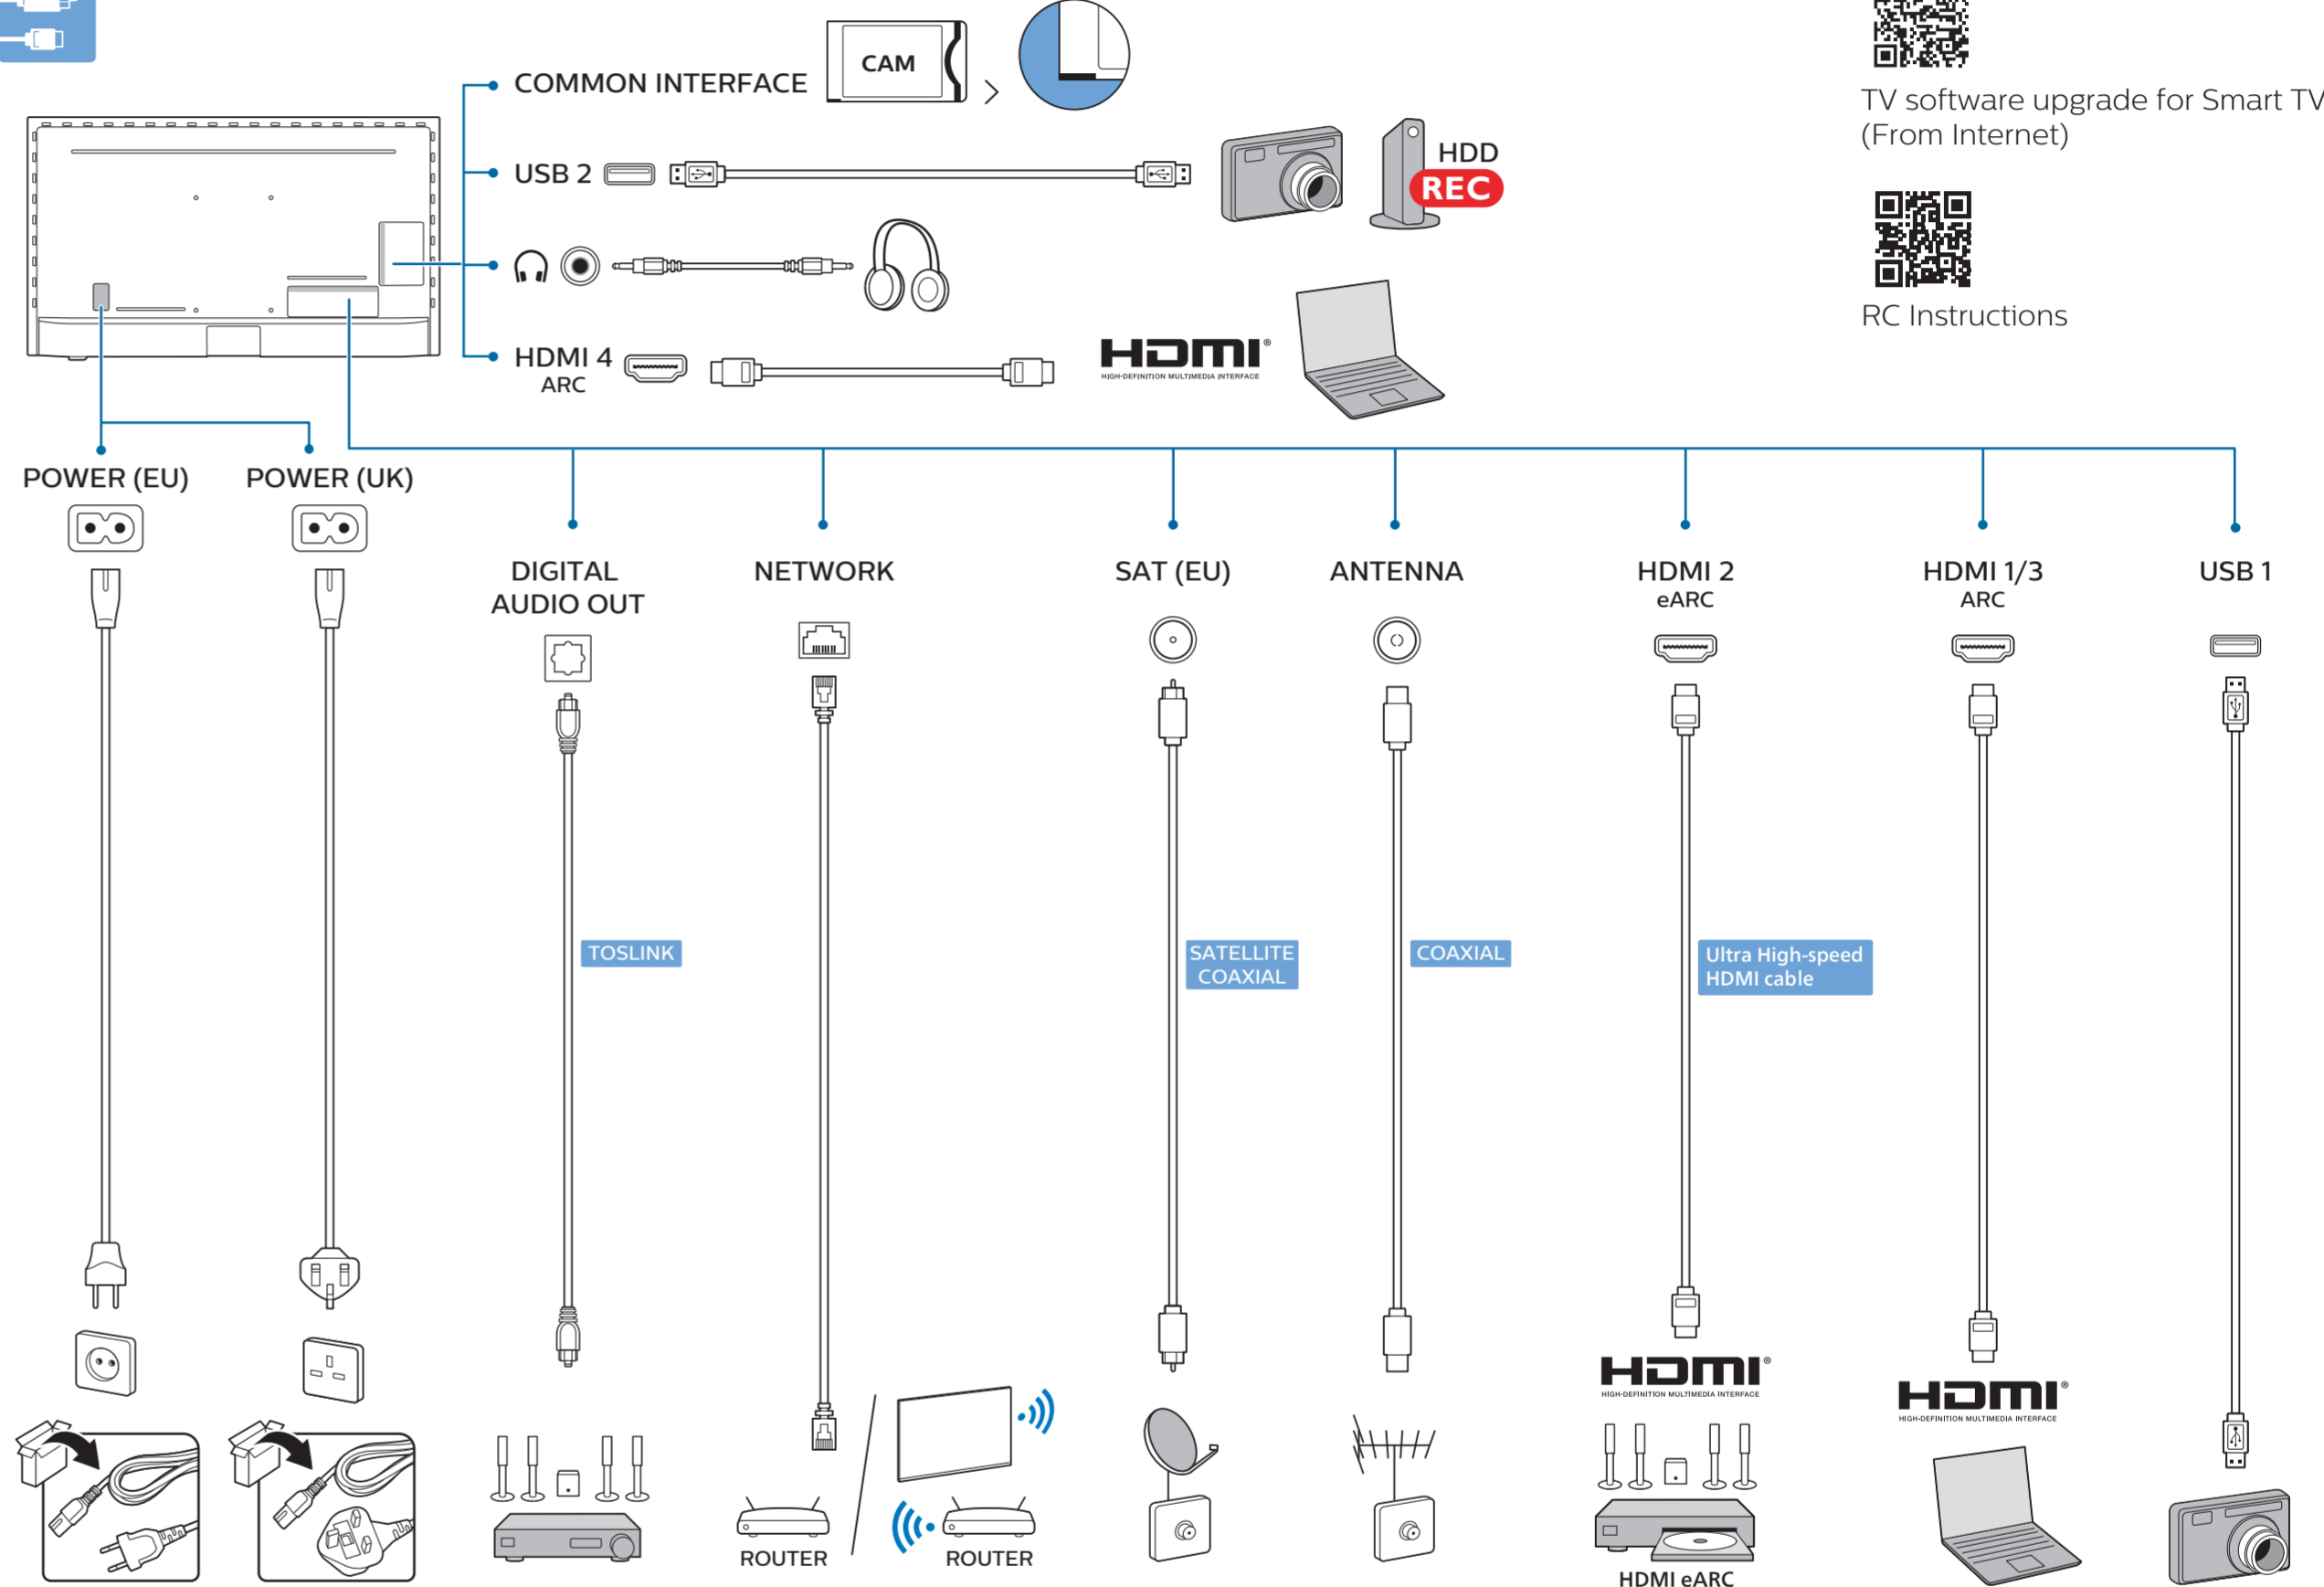 COMMON INTERFACE
CAM
USB 2
HDD
REC
HDMI 4
ARC
HDMI®
HIGH-DEFINITION MULTIMEDIA INTERFACE
TV software upgrade for Smart TV
(From Internet)
RC Instructions
POWER (EU)
POWER (UK)
DIGITAL
AUDIO OUT
NETWORK
SAT (EU)
ANTENNA
HDMI 2
eARC
HDMI 1/3
ARC
USB 1
TOSLINK
SATELLITE
COAXIAL
COAXIAL
Ultra High-speed
HDMI cable
HDMI®
HIGH-DEFINITION MULTIMEDIA INTERFACE
HDMI®
HIGH-DEFINITION MULTIMEDIA INTERFACE
ROUTER
ROUTER
HDMI eARC